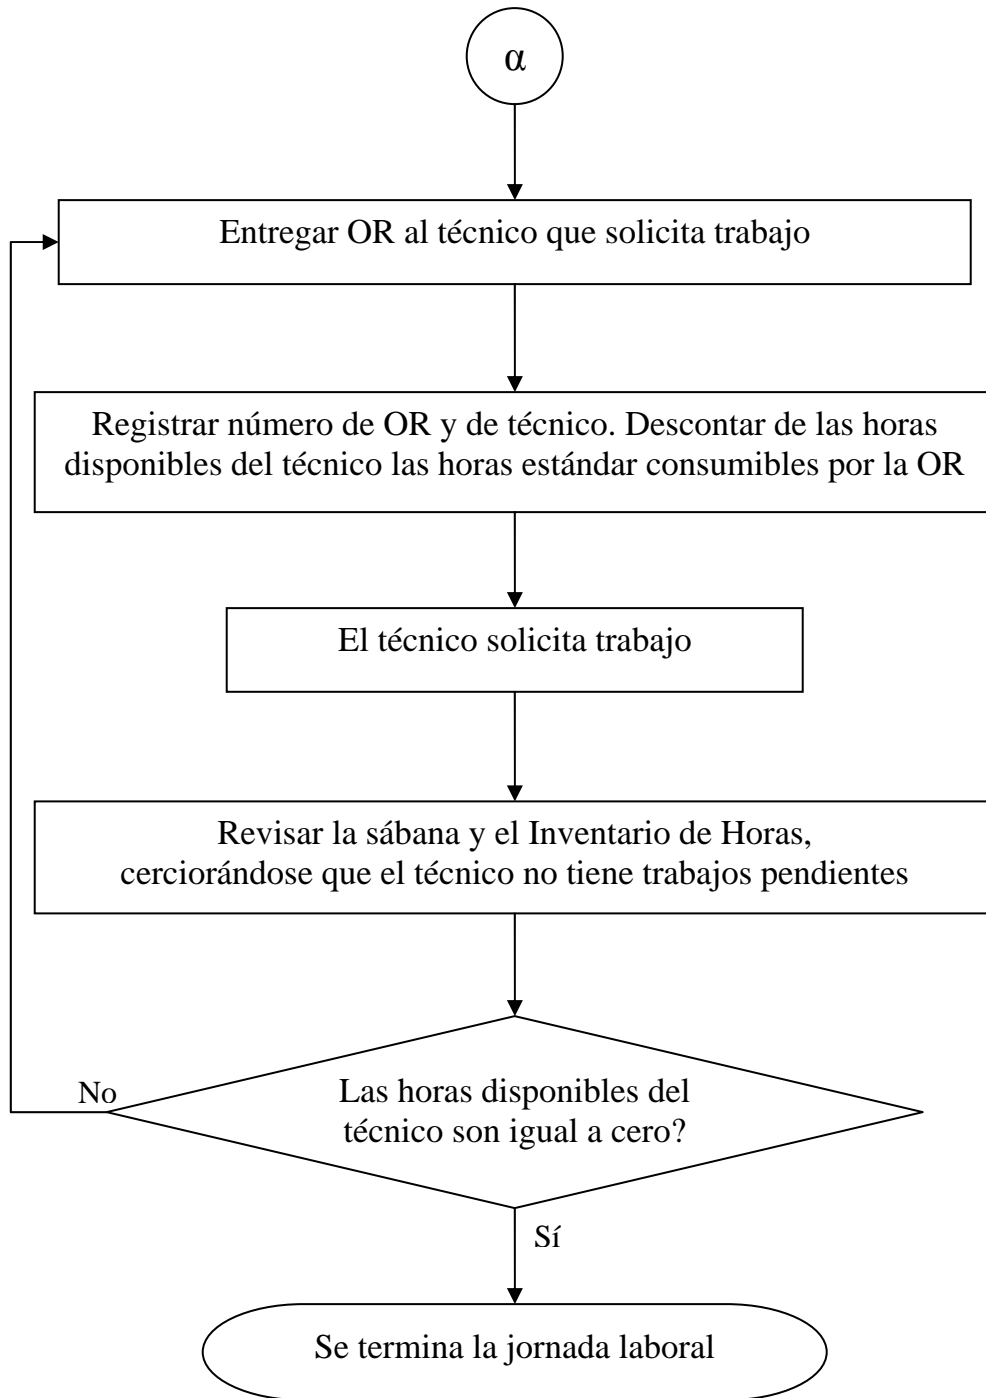 α
Entregar OR al técnico que solicita trabajo
Registrar número de OR y de técnico. Descontar de las horas
disponibles del técnico las horas estándar consumibles por la OR
El técnico solicita trabajo
Revisar la sábana y el Inventario de Horas,
cerciorándose que el técnico no tiene trabajos pendientes
No
Las horas disponibles del
técnico son igual a cero?
Sí
Se termina la jornada laboral